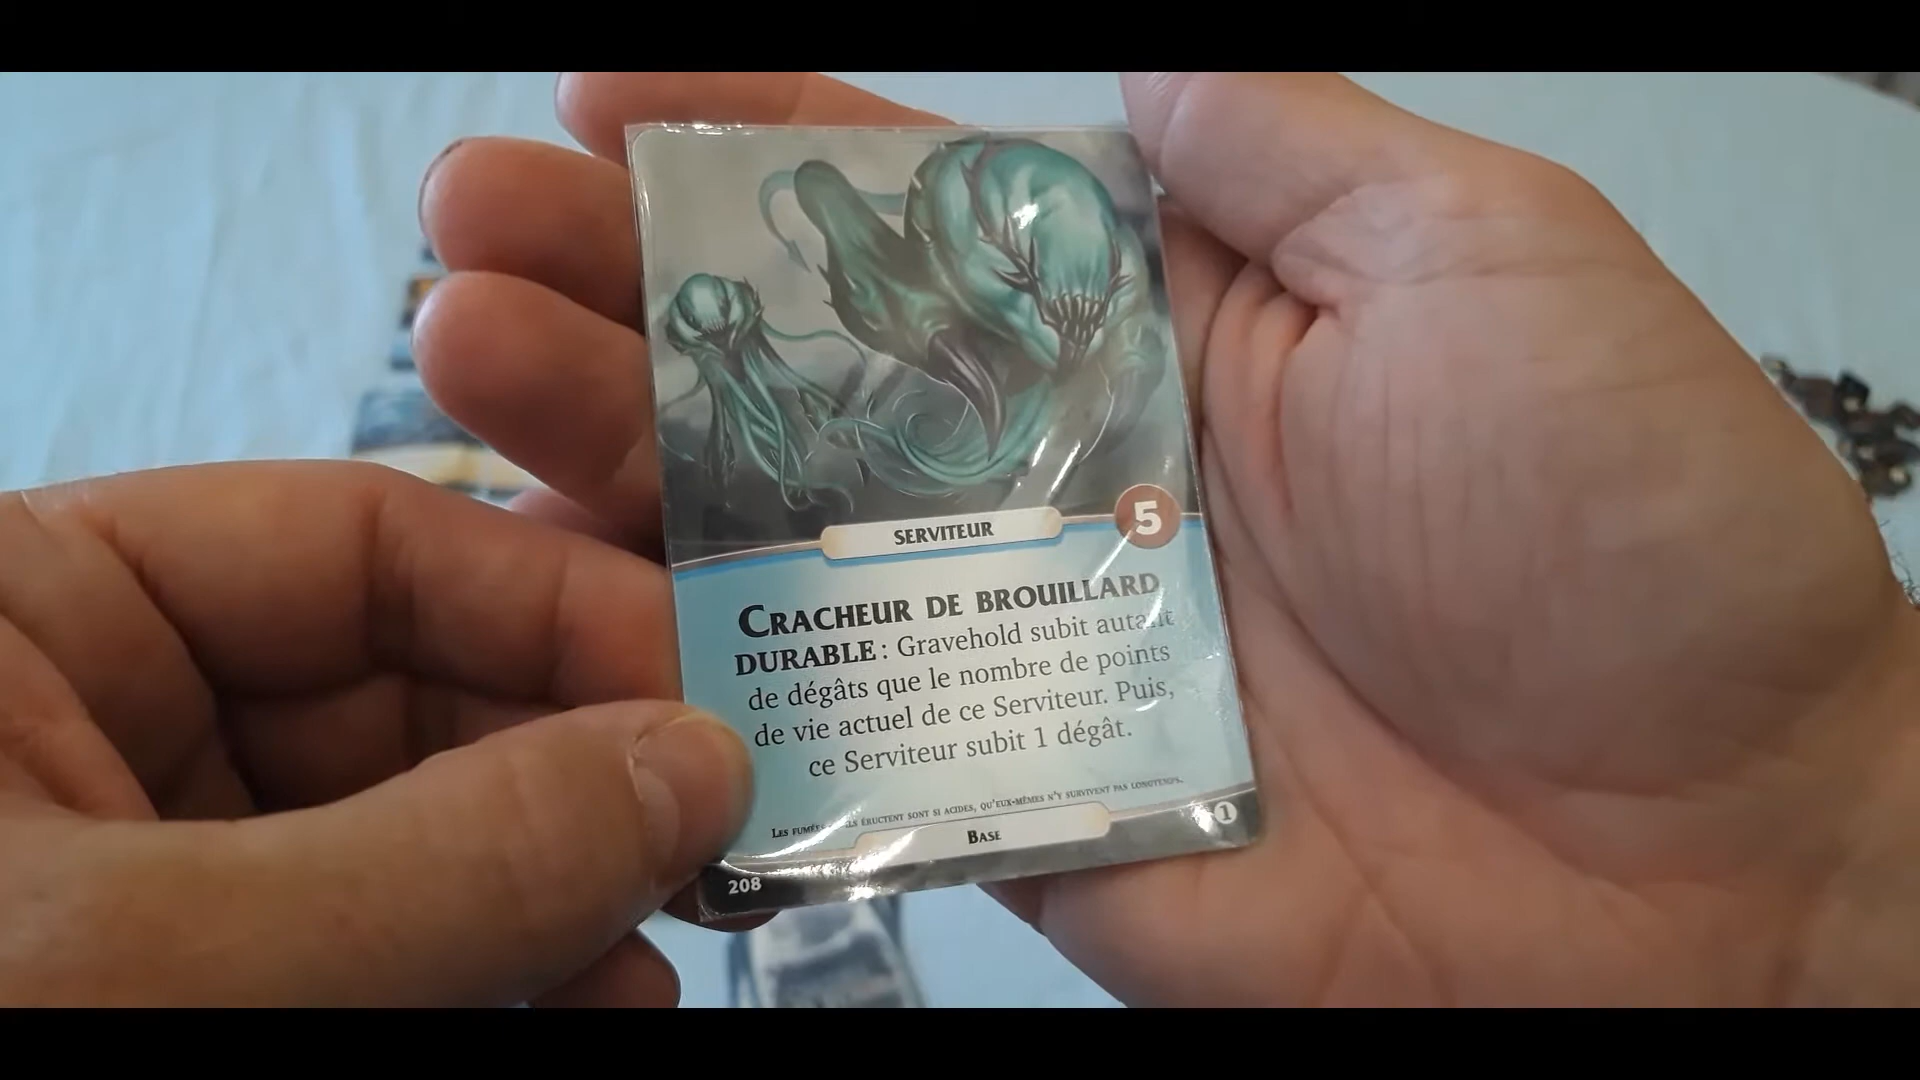 SERVITEUR
5
CRACHEUR DE BROUILLARD
DURABLE : Gravehold subit autant
de dégâts que le nombre de points
de vie actuel de ce Serviteur. Puis,
ce Serviteur subit 1 dégât.
LES ÉRUCTENT SONT SI ACIDES, QU'EUX-MÊMES N'Y SURVIVENT PAS LONGTEMPS.
BASE
1
208